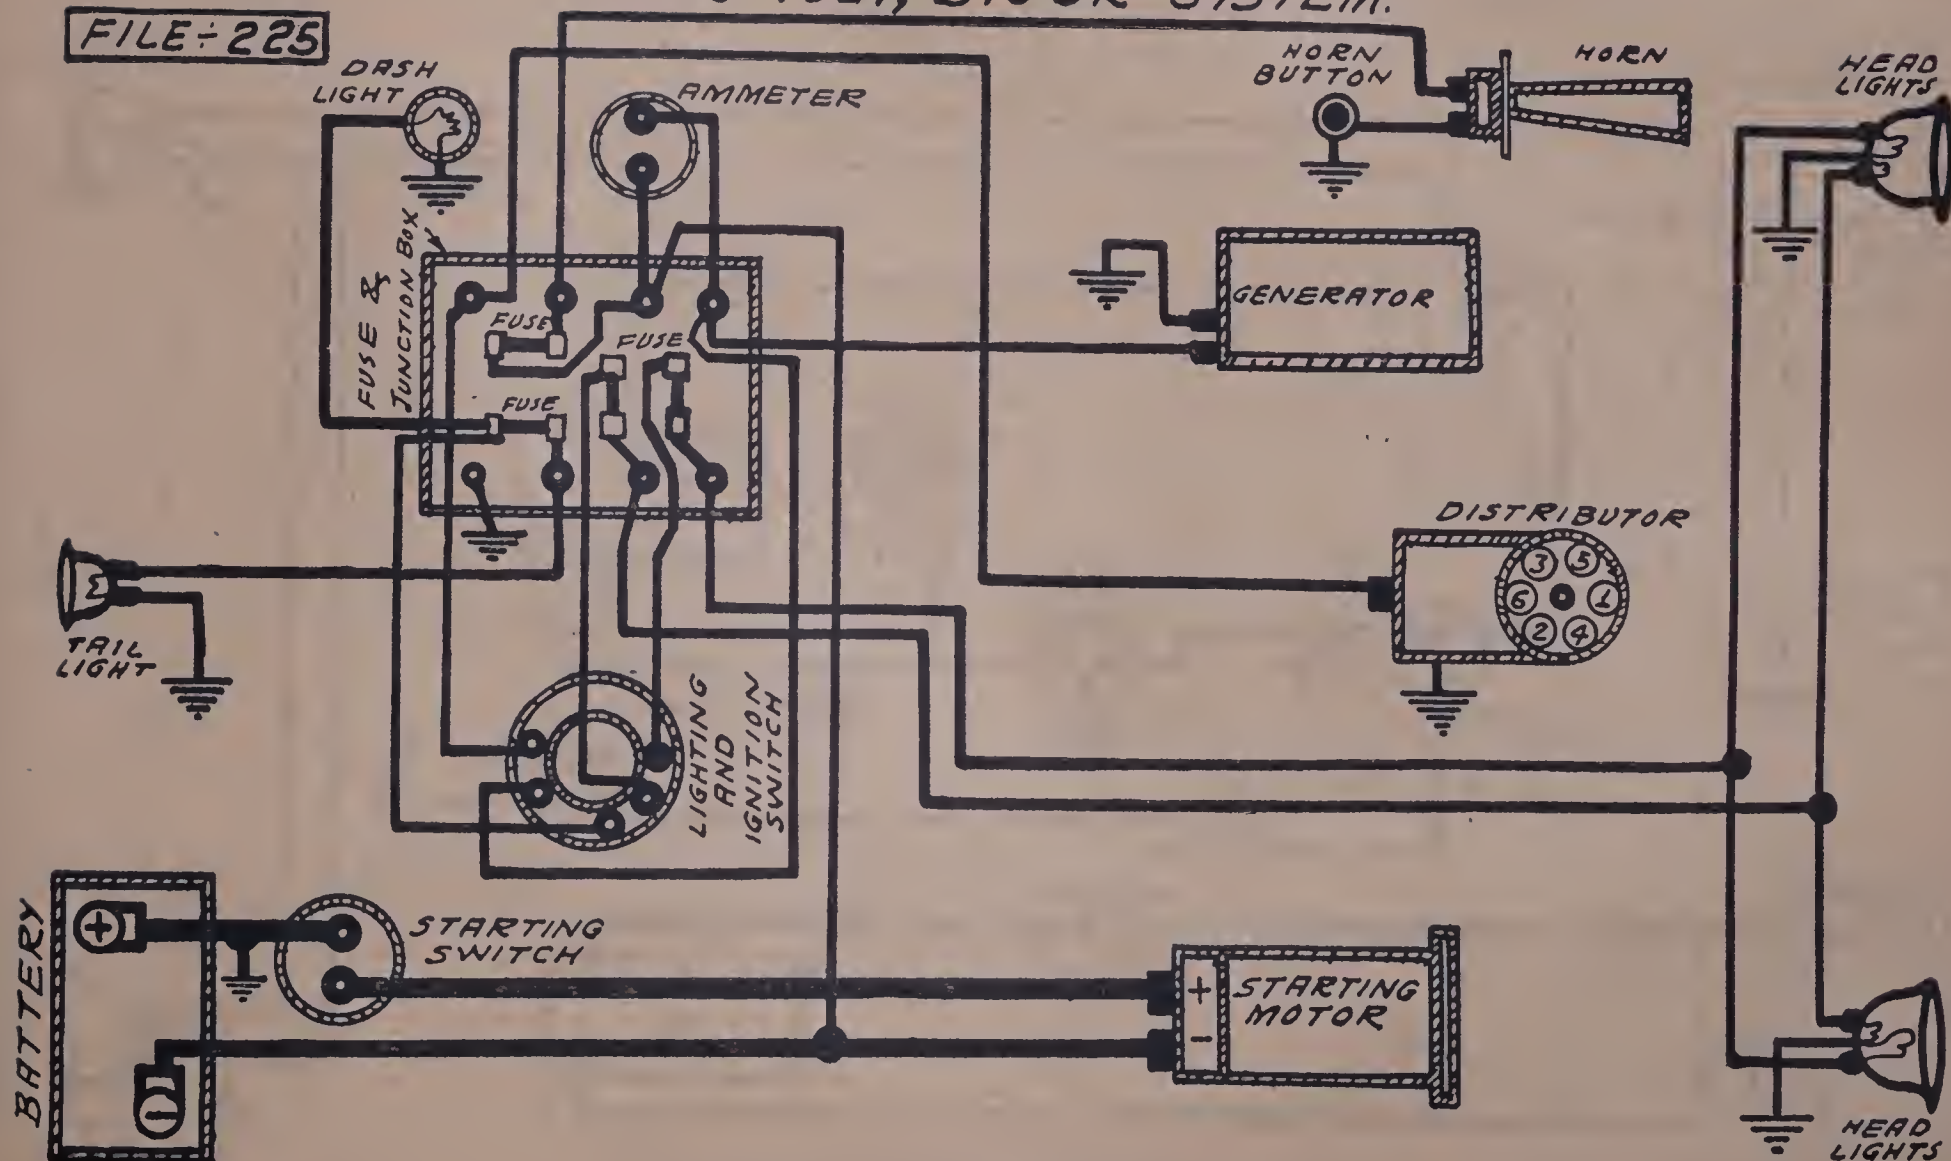 SYSTEM.
FILE÷225
DASH
LIGHT
AMMETER
HORN
BUTTON
HORN
HEAD
LIGHTS
FUSE &
JUNCTION BOX
FUSE
FUSE
FUSE
GENERATOR
DISTRIBUTOR
3
5
6
1
2
4
TAIL
LIGHT
LIGHTING
AND
IGNITION
SWITCH
BATTERY
+
-
STARTING
SWITCH
+
-
STARTING
MOTOR
HEAD
LIGHTS